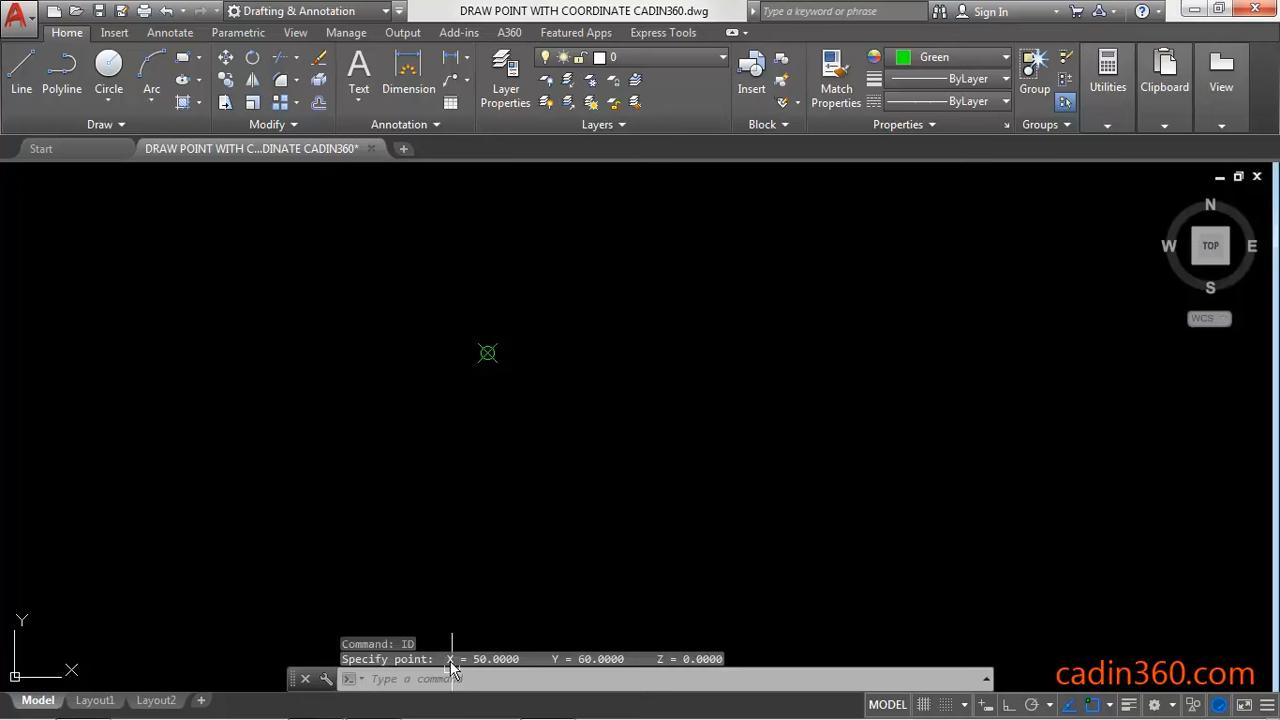 Drafting & Annotation
DRAW POINT WITH COORDINATE CADIN360.dwg
Type a keyword or phrase
Sign In
Home Insert Annotate Parametric View Manage Output Add-ins A360 Featured Apps Express Tools
0
Green
ByLayer
ByLayer
Line Polyline Circle Arc Text Dimension Layer Properties Insert Match Properties Group Utilities Clipboard View
Draw Modify Annotation Layers Block Properties Groups
Start DRAW POINT WITH C...DINATE CADIN360*
N
W TOP E
S
WCS
Y
X
Command: ID
Specify point: X = 50.0000 Y = 60.0000 Z = 0.0000
Type a command
cadin360.com
Model Layout1 Layout2
MODEL